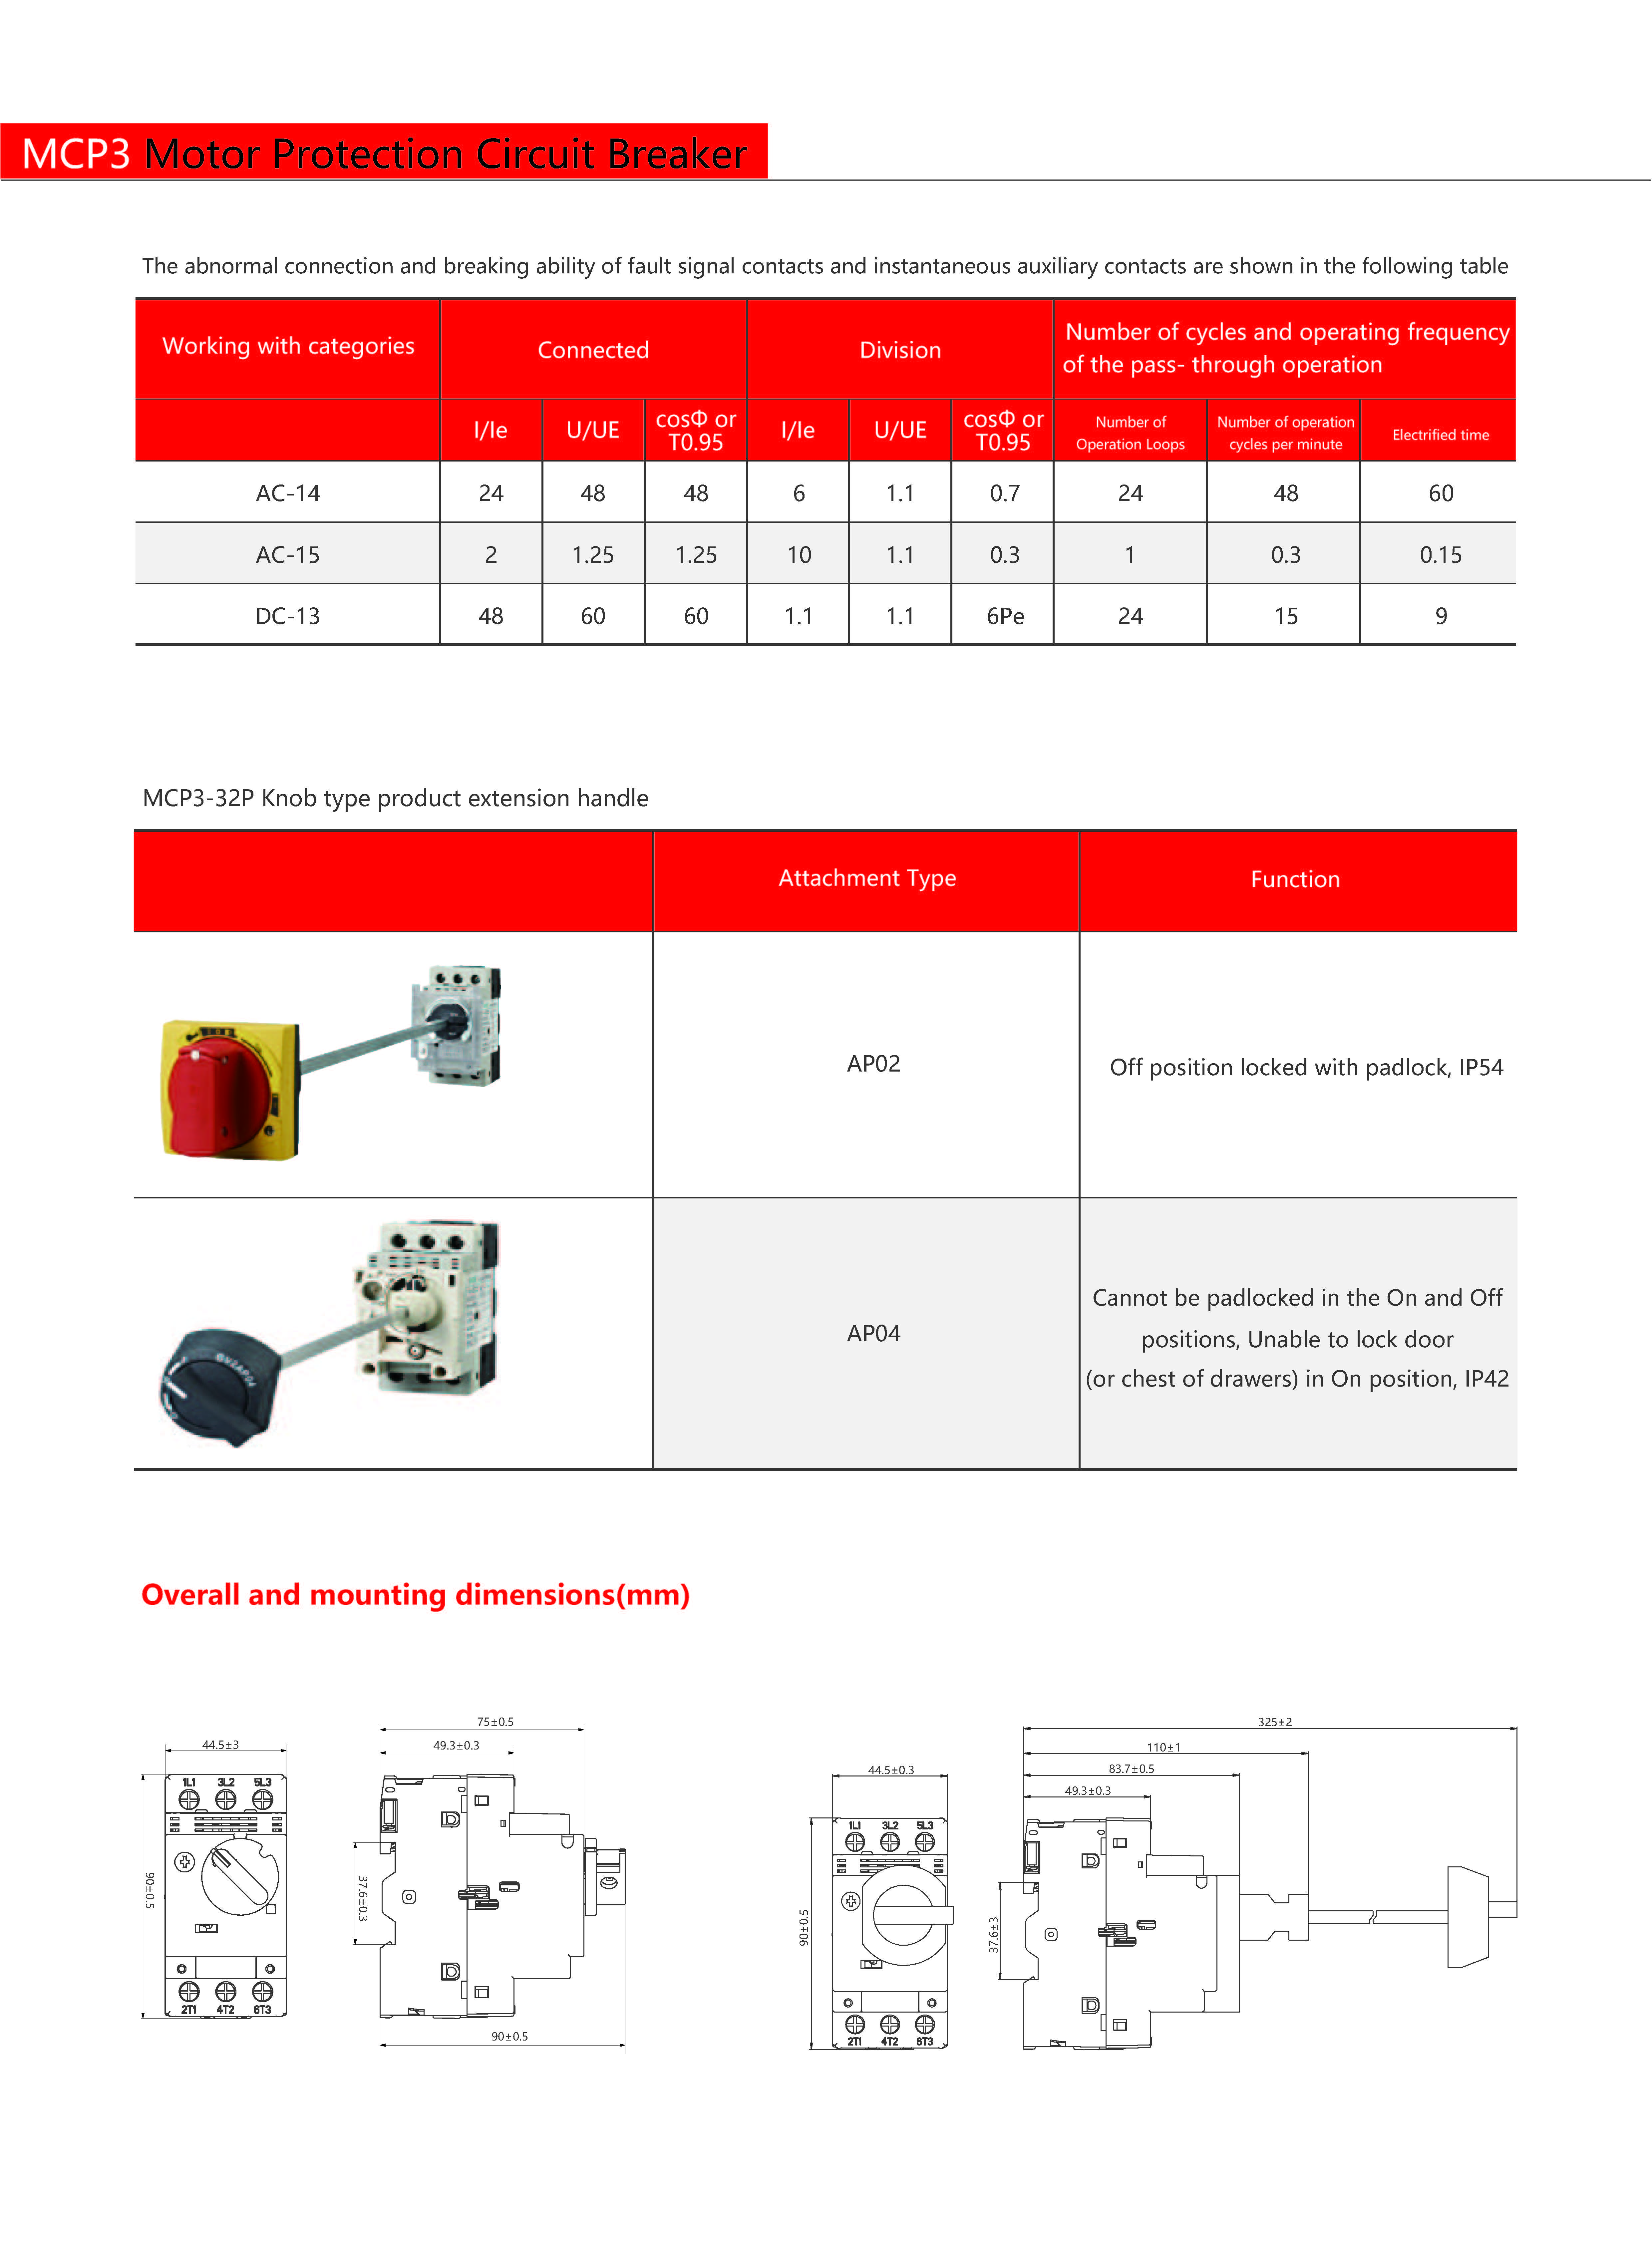 MCP3 Motor Protection Circuit Breaker
The abnormal connection and breaking ability of fault signal contacts and instantaneous auxiliary contacts are shown in the following table
Working with categories
Connected
Division
Number of cycles and operating frequency
of the pass- through operation
I/Ie
U/UE
cosΦ or
T0.95
I/Ie
U/UE
cosΦ or
T0.95
Number of
Operation Loops
Number of operation
cycles per minute
Electrified time
AC-14 24 48 48 6 1.1 0.7 24 48 60
AC-15 2 1.25 1.25 10 1.1 0.3 1 0.3 0.15
DC-13 48 60 60 1.1 1.1 6Pe 24 15 9
MCP3-32P Knob type product extension handle
Attachment Type
Function
AP02
Off position locked with padlock, IP54
GV2AP04
AP04
Cannot be padlocked in the On and Off
positions, Unable to lock door
(or chest of drawers) in On position, IP42
Overall and mounting dimensions(mm)
44.5±3
90±0.5
1L1 3L2 5L3
2T1 4T2 6T3
75±0.5
49.3±0.3
37.6±0.3
90±0.5
44.5±0.3
90±0.5
1L1 3L2 5L3
2T1 4T2 6T3
325±2
110±1
83.7±0.5
49.3±0.3
37.6±3